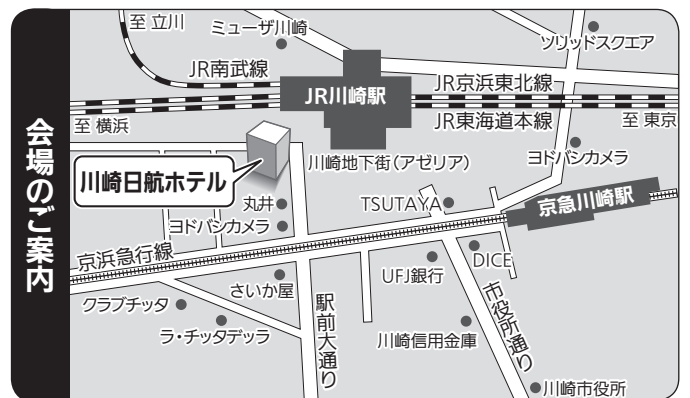 会場のご案内
至 立川
ミューザ川崎
ソリッドスクエア
JR南武線
JR川崎駅
JR京浜東北線
至 横浜
JR東海道本線
至 東京
川崎日航ホテル
川崎地下街(アゼリア)
ヨドバシカメラ
丸井
TSUTAYA
京急川崎駅
ヨドバシカメラ
京浜急行線
さいか屋
UFJ銀行
DICE
クラブチッタ
ラ・チッタデッラ
駅前大通り
川崎信用金庫
市役所通り
川崎市役所